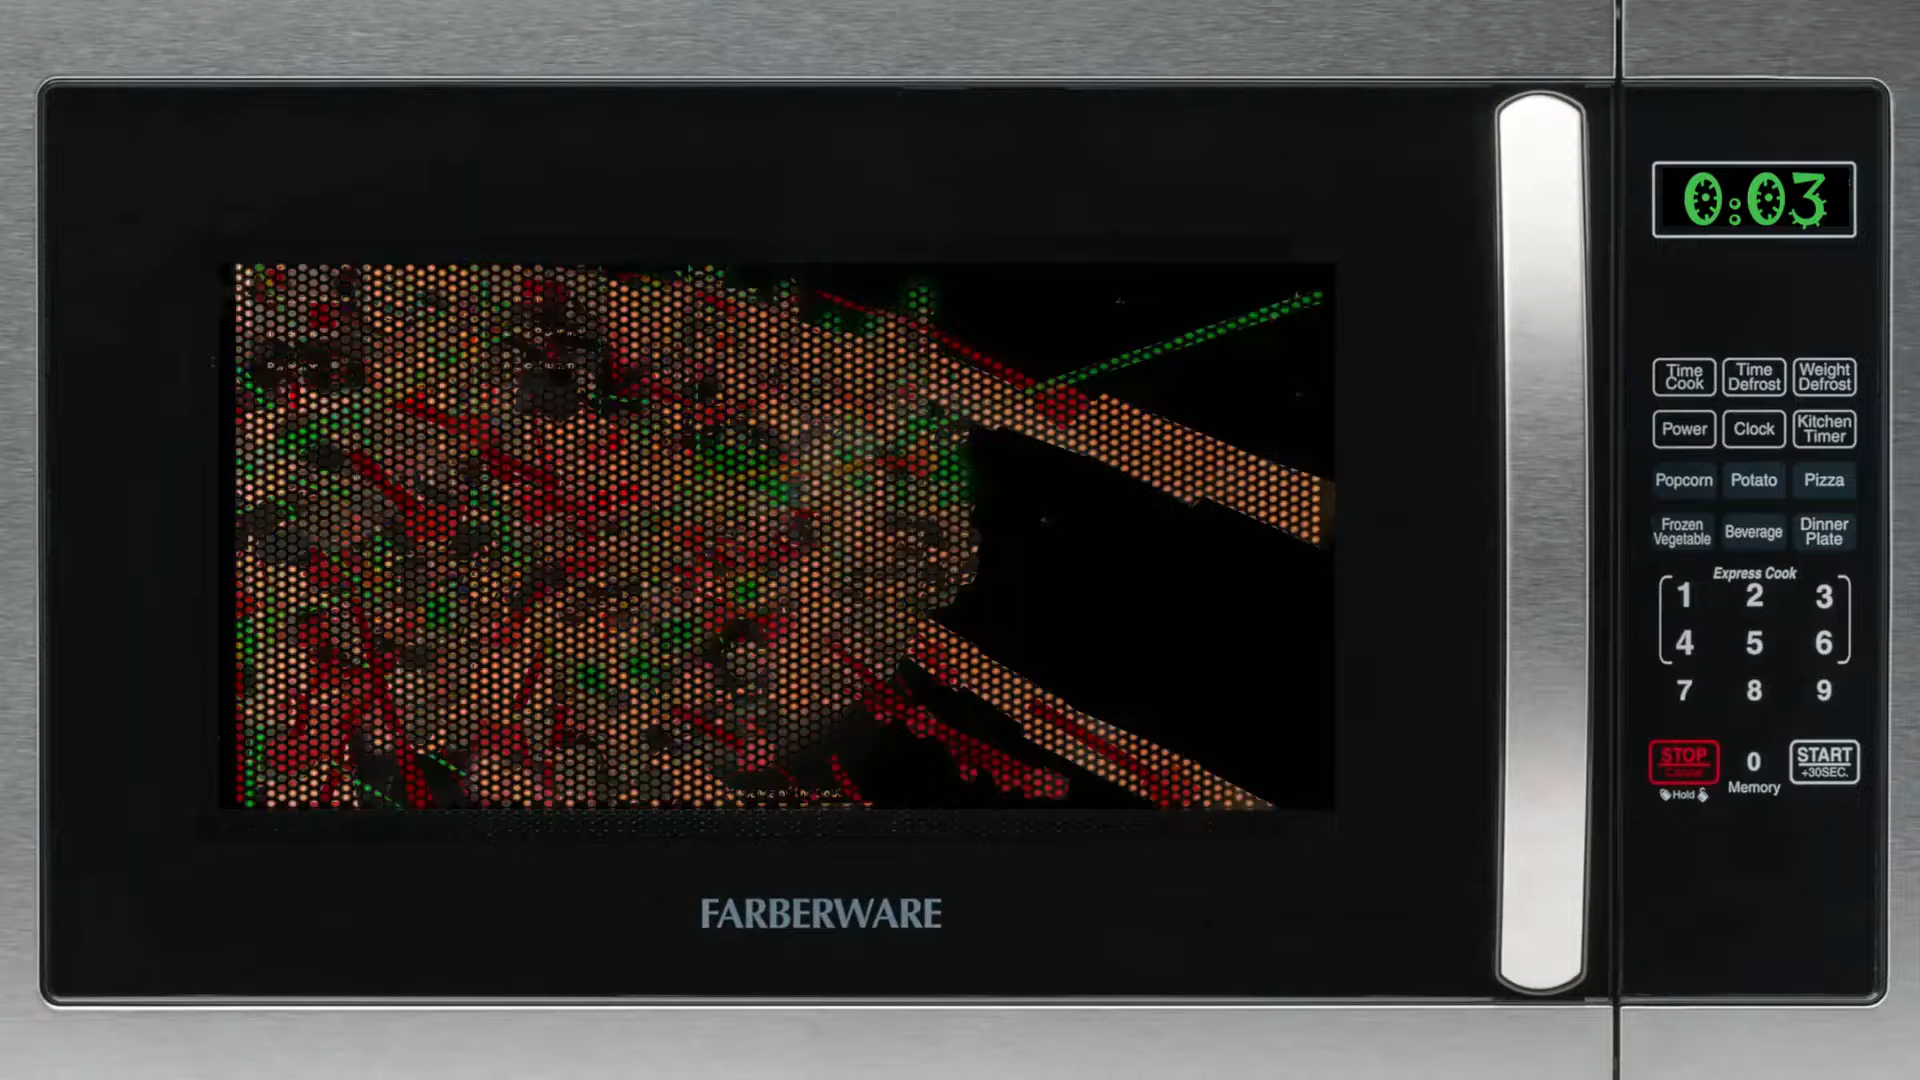 0:03
Time Cook
Time Defrost
Weight Defrost
Power
Clock
Kitchen Timer
Popcorn
Potato
Pizza
Frozen Vegetable
Beverage
Dinner Plate
Express Cook
1 2 3
4 5 6
7 8 9
STOP
Cancel
Hold
0
Memory
START
+30SEC.
FARBERWARE